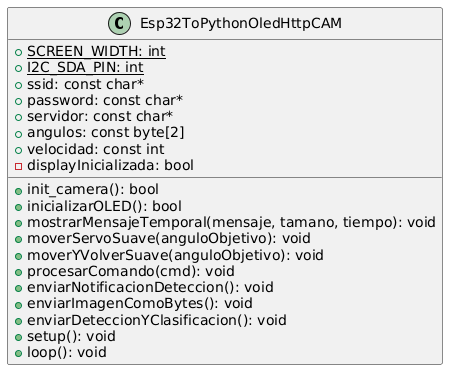 C Esp32ToPythonOledHttpCAM
SCREEN_WIDTH: int
I2C_SDA_PIN: int
ssid: const char*
password: const char*
servidor: const char*
angulos: const byte[2]
velocidad: const int
displayInicializada: bool
init_camera(): bool
inicializarOLED(): bool
mostrarMensajeTemporal(mensaje, tamano, tiempo): void
moverServoSuave(anguloObjetivo): void
moverYVolverSuave(anguloObjetivo): void
procesarComando(cmd): void
enviarNotificacionDeteccion(): void
enviarImagenComoBytes(): void
enviarDeteccionYClasificacion(): void
setup(): void
loop(): void